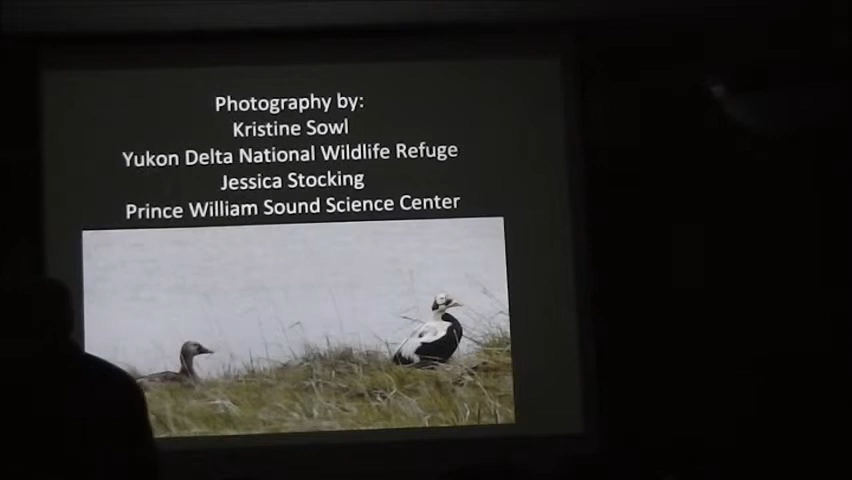 Photography by:
Kristine Sowl
Yukon Delta National Wildlife Refuge
Jessica Stocking
Prince William Sound Science Center